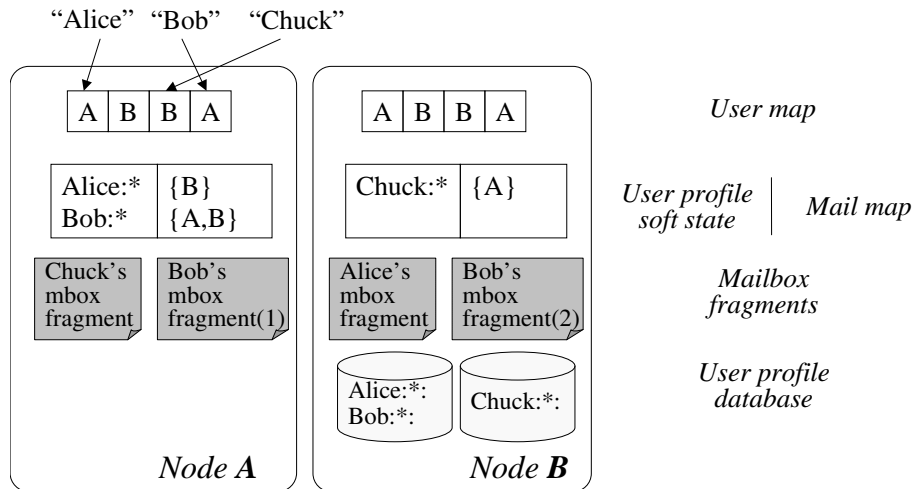 “Alice” “Bob” “Chuck”
A B B A
A B B A
User map
Alice:* {B}
Bob:* {A,B}
Chuck:* {A}
User profile
soft state
Mail map
Chuck's
mbox
fragment
Bob's
mbox
fragment(1)
Alice's
mbox
fragment
Bob's
mbox
fragment(2)
Mailbox
fragments
Alice:*:
Bob:*:
Chuck:*:
User profile
database
Node A
Node B